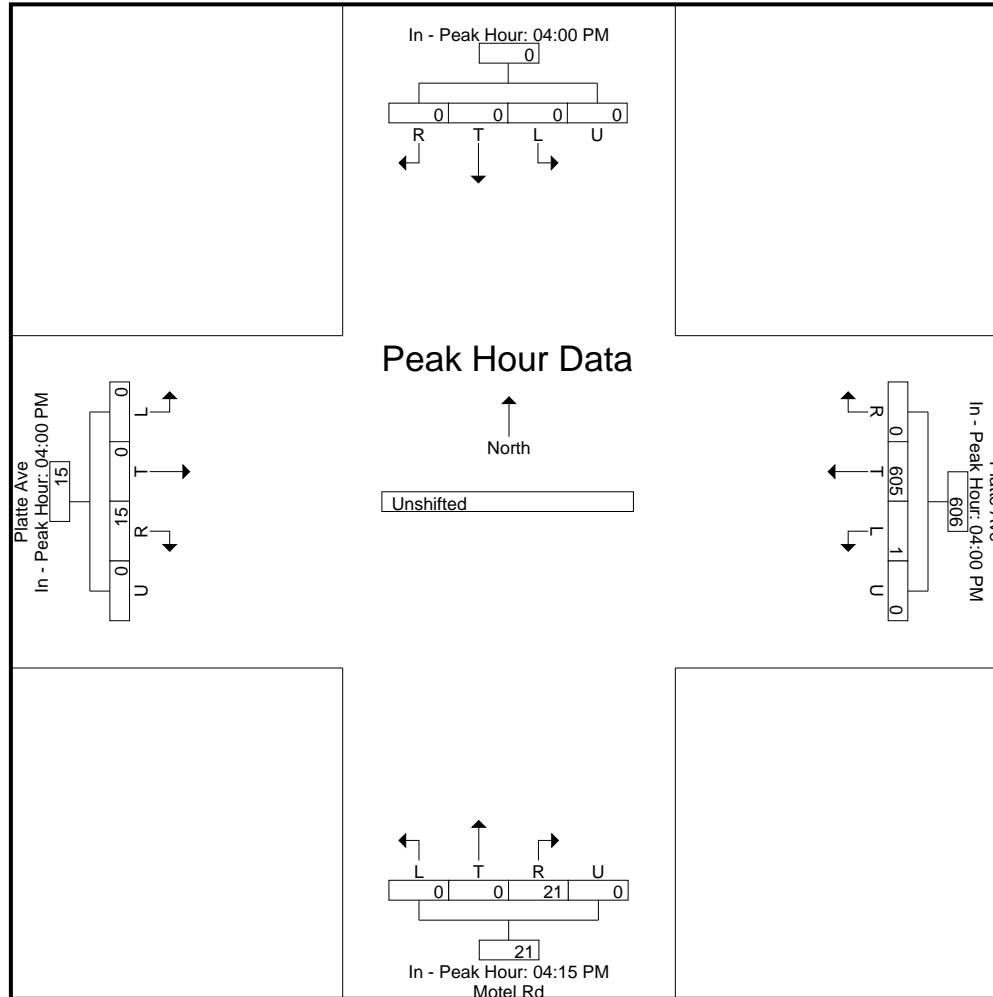 In - Peak Hour: 04:00 PM
0
0 0 0 0
R T L U
Peak Hour Data
North
Unshifted
Platte Ave
In - Peak Hour: 04:00 PM
15
0 0 15 0
L T R U
In - Peak Hour: 04:00 PM
606
0 605 1 0
R T L U
L T R U
0 0 21 0
21
In - Peak Hour: 04:15 PM
Motel Rd